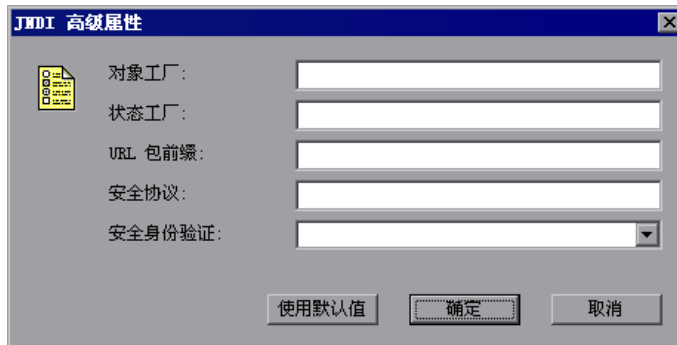 JNDI 高级属性
对象工厂:
状态工厂:
URL 包前缀:
安全协议:
安全身份验证:
使用默认值 确定 取消